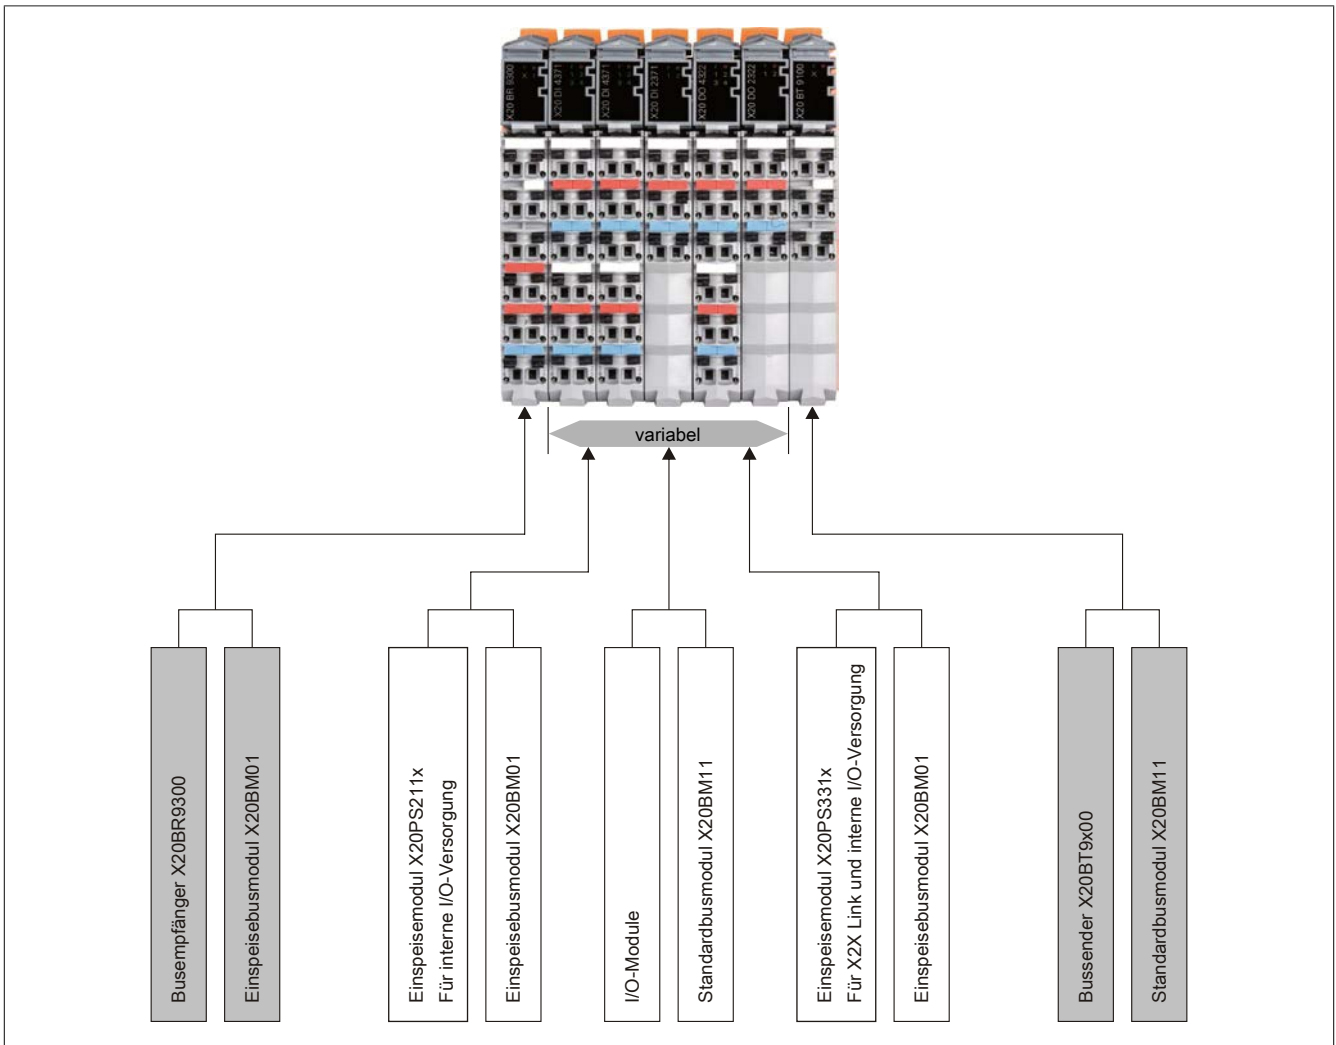 X20 BR 9300
X20 DI 4371
X20 DI 4371
X20 DI 2371
X20 DO 4322
X20 DO 2322
X20 BT 9100
variabel
Busempfänger X20BR9300
Einspeisebusmodul X20BM01
Einspeisemodul X20PS211x
Für interne I/O-Versorgung
Einspeisebusmodul X20BM01
I/O-Module
Standardbusmodul X20BM11
Einspeisemodul X20PS331x
Für X2X Link und interne I/O-Versorgung
Einspeisebusmodul X20BM01
Bussender X20BT9x00
Standardbusmodul X20BM11